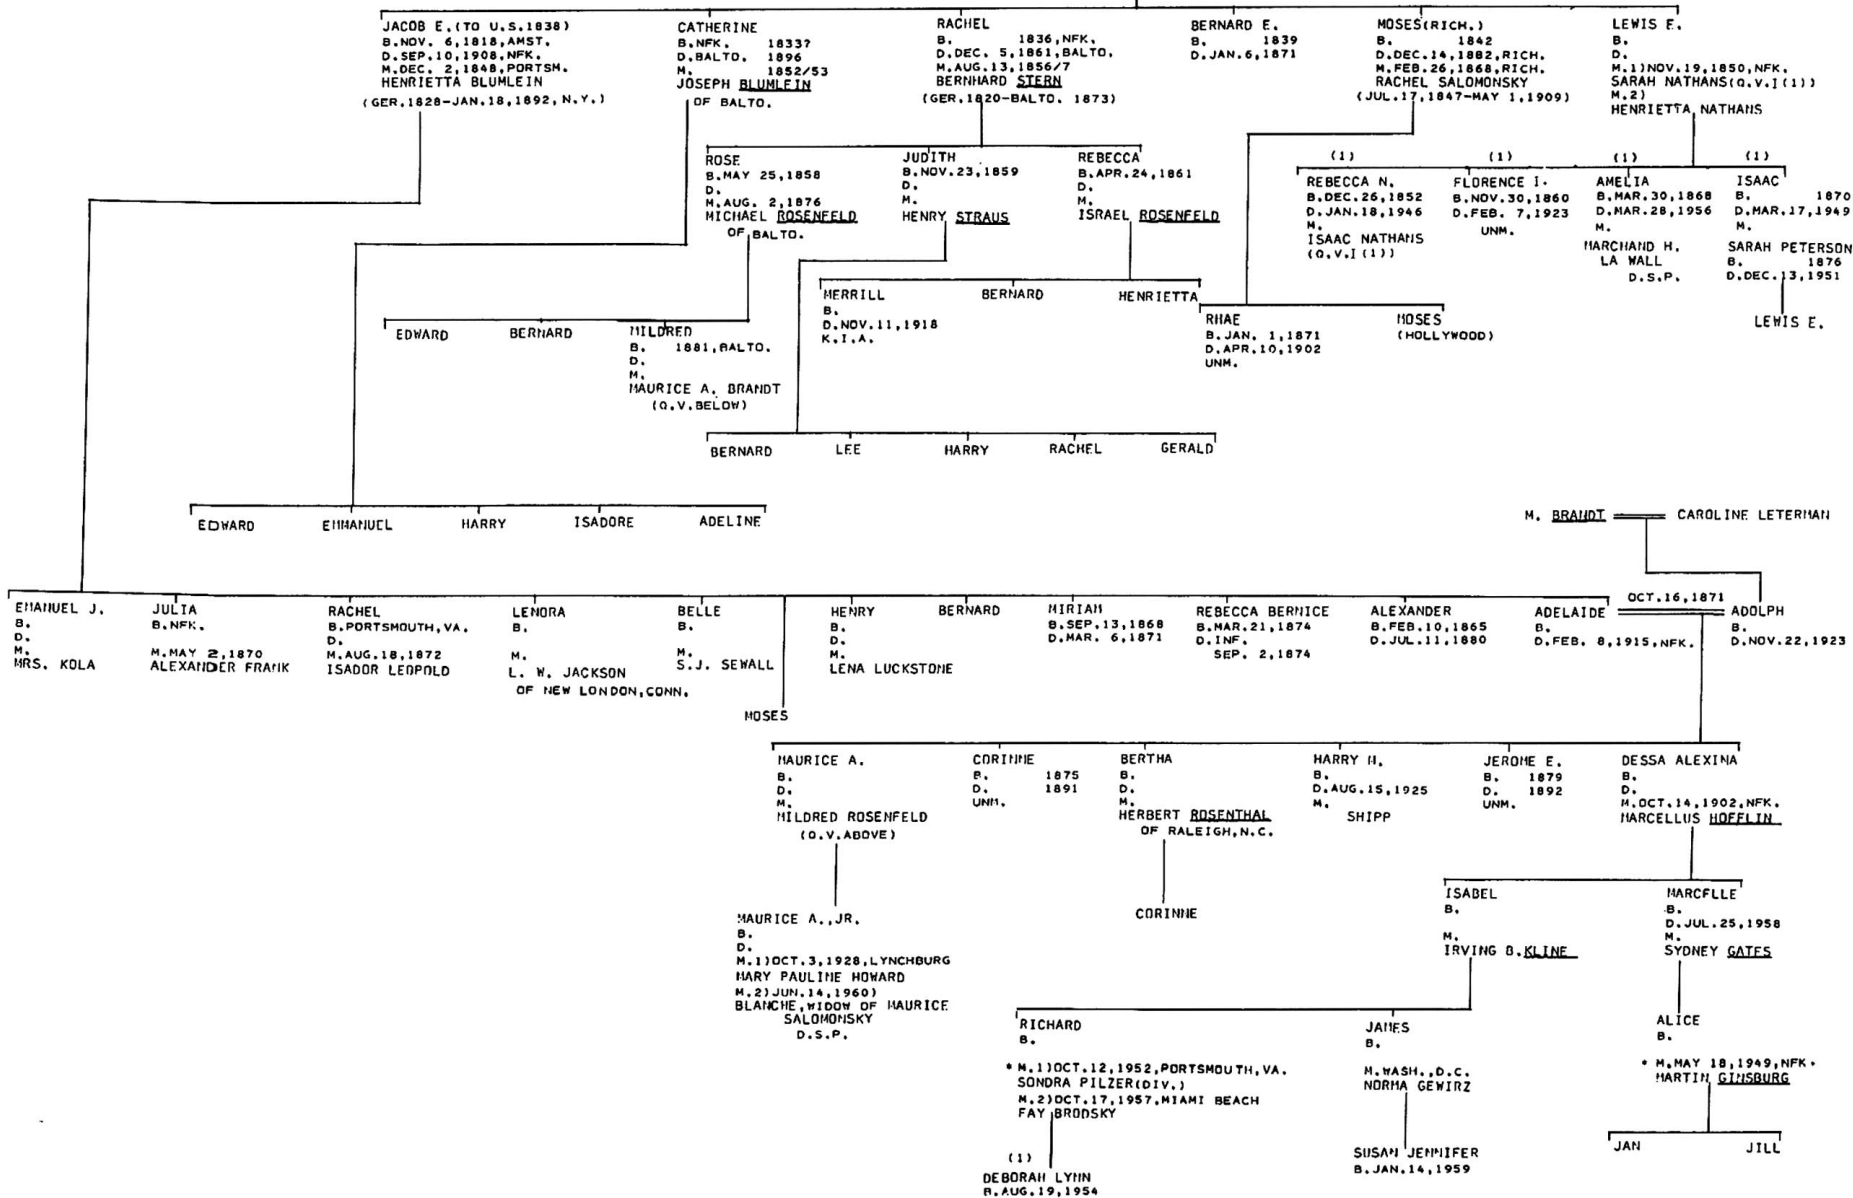 JACOB E.(TO U.S.1838)
B.NOV. 6,1818,AMST.
D.SEP.10,1908,NFK.
M.DEC. 2,1848,PORTSM.
HENRIETTA BLUMLEIN
(GER.1828-JAN.18,1892,N.Y.)
CATHERINE
B.NFK. 1833?
D.BALTO. 1896
M. 1852/53
JOSEPH BLUMLEIN
OF BALTO.
RACHEL
B. 1836,NFK.
D.DEC. 5,1861,BALTO.
M.AUG.13,1856/7
BERNHARD STERN
(GER.1820-BALTO. 1873)
BERNARD E.
B. 1839
D.JAN.6,1871
MOSES(RICH.)
B. 1842
D.DEC.14,1882,RICH.
M.FEB.26,1868,RICH.
RACHEL SALOMONSKY
(JUL.17,1847-MAY 1,1909)
LEWIS E.
B.
D.
M.1)NOV.19,1850,NFK.
SARAH NATHANS(Q.V.I(1))
M.2)
HENRIETTA NATHANS
ROSE
B.MAY 25,1858
D.
M.AUG. 2,1876
MICHAEL ROSENFELD
OF BALTO.
JUDITH
B.NOV.23,1859
D.
M.
HENRY STRAUS
REBECCA
B.APR.24,1861
D.
M.
ISRAEL ROSENFELD
(1)
REBECCA N.
B.DEC.26,1852
D.JAN.18,1946
M.
ISAAC NATHANS
(Q.V.I(1))
(1)
FLORENCE I.
B.NOV.30,1860
D.FEB. 7,1923
UNM.
(1)
AMELIA
B.MAR.30,1868
D.MAR.28,1956
M.
MARCHAND H.
LA WALL
D.S.P.
(1)
ISAAC
B. 1870
D.MAR.17,1949
M.
SARAH PETERSON
B. 1876
D.DEC.13,1951
MERRILL
B.
D.NOV.11,1918
K.I.A.
BERNARD
HENRIETTA
RHAE
B.JAN. 1,1871
D.APR.10,1902
UNM.
MOSES
(HOLLYWOOD)
LEWIS E.
EDWARD
BERNARD
MILDRED
B. 1881,BALTO.
D.
M.
MAURICE A. BRANDT
(Q.V.BELOW)
BERNARD
LEE
HARRY
RACHEL
GERALD
EDWARD
EMMANUEL
HARRY
ISADORE
ADELINE
M. BRANDT
CAROLINE LETERMAN
EMANUEL J.
B.
D.
M.
MRS. KOLA
JULIA
B.NFK.
M.MAY 2,1870
ALEXANDER FRANK
RACHEL
B.PORTSMOUTH,VA.
D.
M.AUG.18,1872
ISADOR LEOPOLD
LENORA
B.
M.
L. W. JACKSON
OF NEW LONDON,CONN.
BELLE
B.
M.
S.J. SEWALL
MOSES
HENRY
B.
D.
M.
LENA LUCKSTONE
BERNARD
MIRIAM
B.SEP.13,1868
D.MAR. 6,1871
REBECCA BERNICE
B.MAR.21,1874
D.INF.
SEP. 2,1874
ALEXANDER
B.FEB.10,1865
D.JUL.11,1880
ADELAIDE
B.
D.FEB. 8,1915,NFK.
OCT.16,1871
ADOLPH
B.
D.NOV.22,1923
MAURICE A.
B.
D.
M.
MILDRED ROSENFELD
(Q.V.ABOVE)
CORINNE
B. 1875
D. 1891
UNM.
BERTHA
B.
D.
M.
HERBERT ROSENTHAL
OF RALEIGH,N.C.
HARRY M.
B.
D.AUG.15,1925
M.
SHIPP
JEROME E.
B. 1879
D. 1892
UNM.
DESSA ALEXINA
B.
D.
M.OCT.14,1902,NFK.
MARCELLUS HOFFLIN
MAURICE A.,JR.
B.
D.
M.1)OCT.3,1928,LYNCHBURG
MARY PAULINE HOWARD
M.2)JUN.14,1960)
BLANCHE,WIDOW OF MAURICE
SALOMONSKY
D.S.P.
CORINNE
ISABEL
B.
M.
IRVING B.KLINE
MARCELLE
B.
D.JUL.25,1958
M.
SYDNEY GATES
RICHARD
B.
* M.1)OCT.12,1952,PORTSMOUTH,VA.
SONDRA PILZER(DIV.)
M.2)OCT.17,1957,MIAMI BEACH
FAY BRODSKY
JAMES
B.
M.WASH.,D.C.
NORMA GEWIRZ
ALICE
B.
* M.MAY 18,1949,NFK.
MARTIN GINSBURG
(1)
DEBORAH LYNN
B.AUG.19,1954
SUSAN JENNIFER
B.JAN.14,1959
JAN
JILL